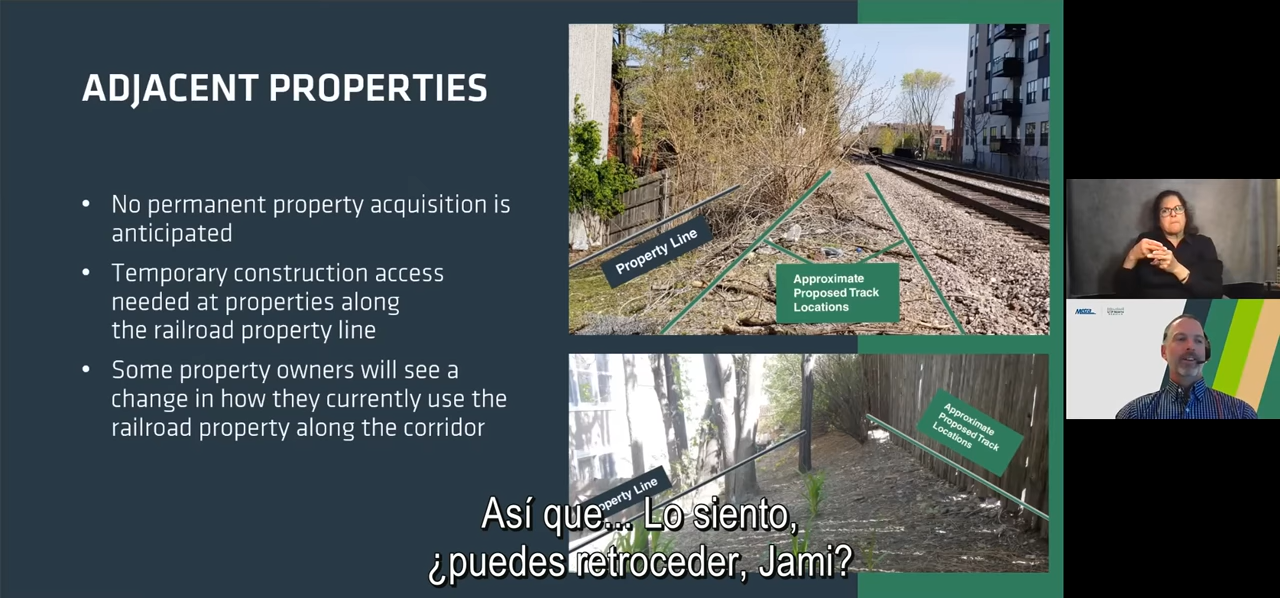 ADJACENT PROPERTIES
• No permanent property acquisition is
anticipated
• Temporary construction access
needed at properties along
the railroad property line
• Some property owners will see a
change in how they currently use the
railroad property along the corridor
Property Line
Approximate
Proposed Track
Locations
Approximate
Proposed Track
Locations
Property Line
Metra
Así que... Lo siento,
¿puedes retroceder, Jami?